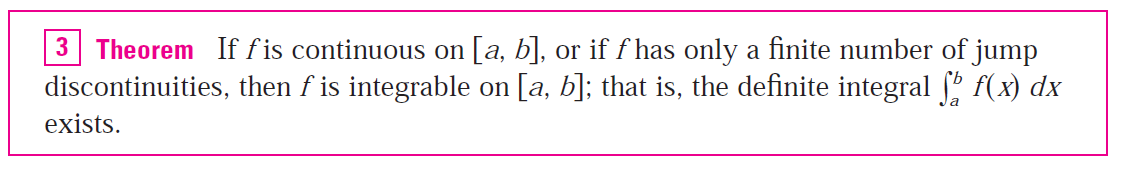 3 Theorem If f is continuous on [a, b], or if f has only a finite number of jump
discontinuities, then f is integrable on [a, b]; that is, the definite integral ∫_a^b f(x) dx
exists.